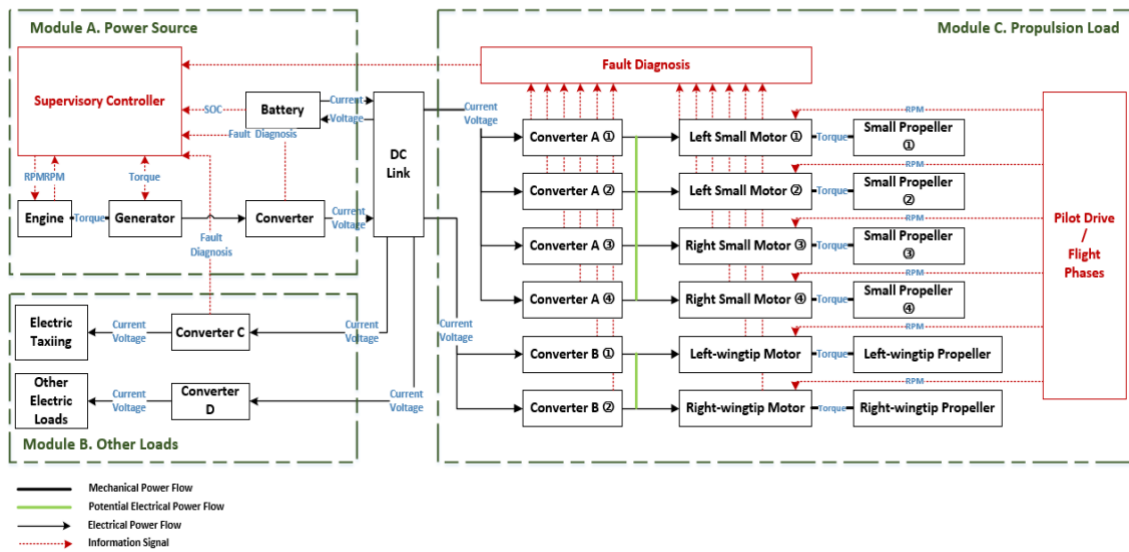 Module A. Power Source
Module C. Propulsion Load
Supervisory Controller
Fault Diagnosis
SOC
Battery
Current
Voltage
Fault Diagnosis
DC
Link
Current
Voltage
RPM
RPM
Torque
Engine
Torque
Generator
Converter
Current
Voltage
Fault
Diagnosis
Converter A ①
Left Small Motor ①
RPM
Torque
Small Propeller
①
Converter A ②
Left Small Motor ②
RPM
Torque
Small Propeller
②
Converter A ③
Right Small Motor ③
RPM
Torque
Small Propeller
③
Converter A ④
Right Small Motor ④
RPM
Torque
Small Propeller
④
Converter B ①
Left-wingtip Motor
RPM
Torque
Left-wingtip Propeller
Converter B ②
Right-wingtip Motor
RPM
Torque
Right-wingtip Propeller
Pilot Drive
/
Flight
Phases
Electric
Taxiing
Current
Voltage
Converter C
Current
Voltage
Other
Electric
Loads
Current
Voltage
Converter
D
Current
Voltage
Module B. Other Loads
Mechanical Power Flow
Potential Electrical Power Flow
Electrical Power Flow
Information Signal